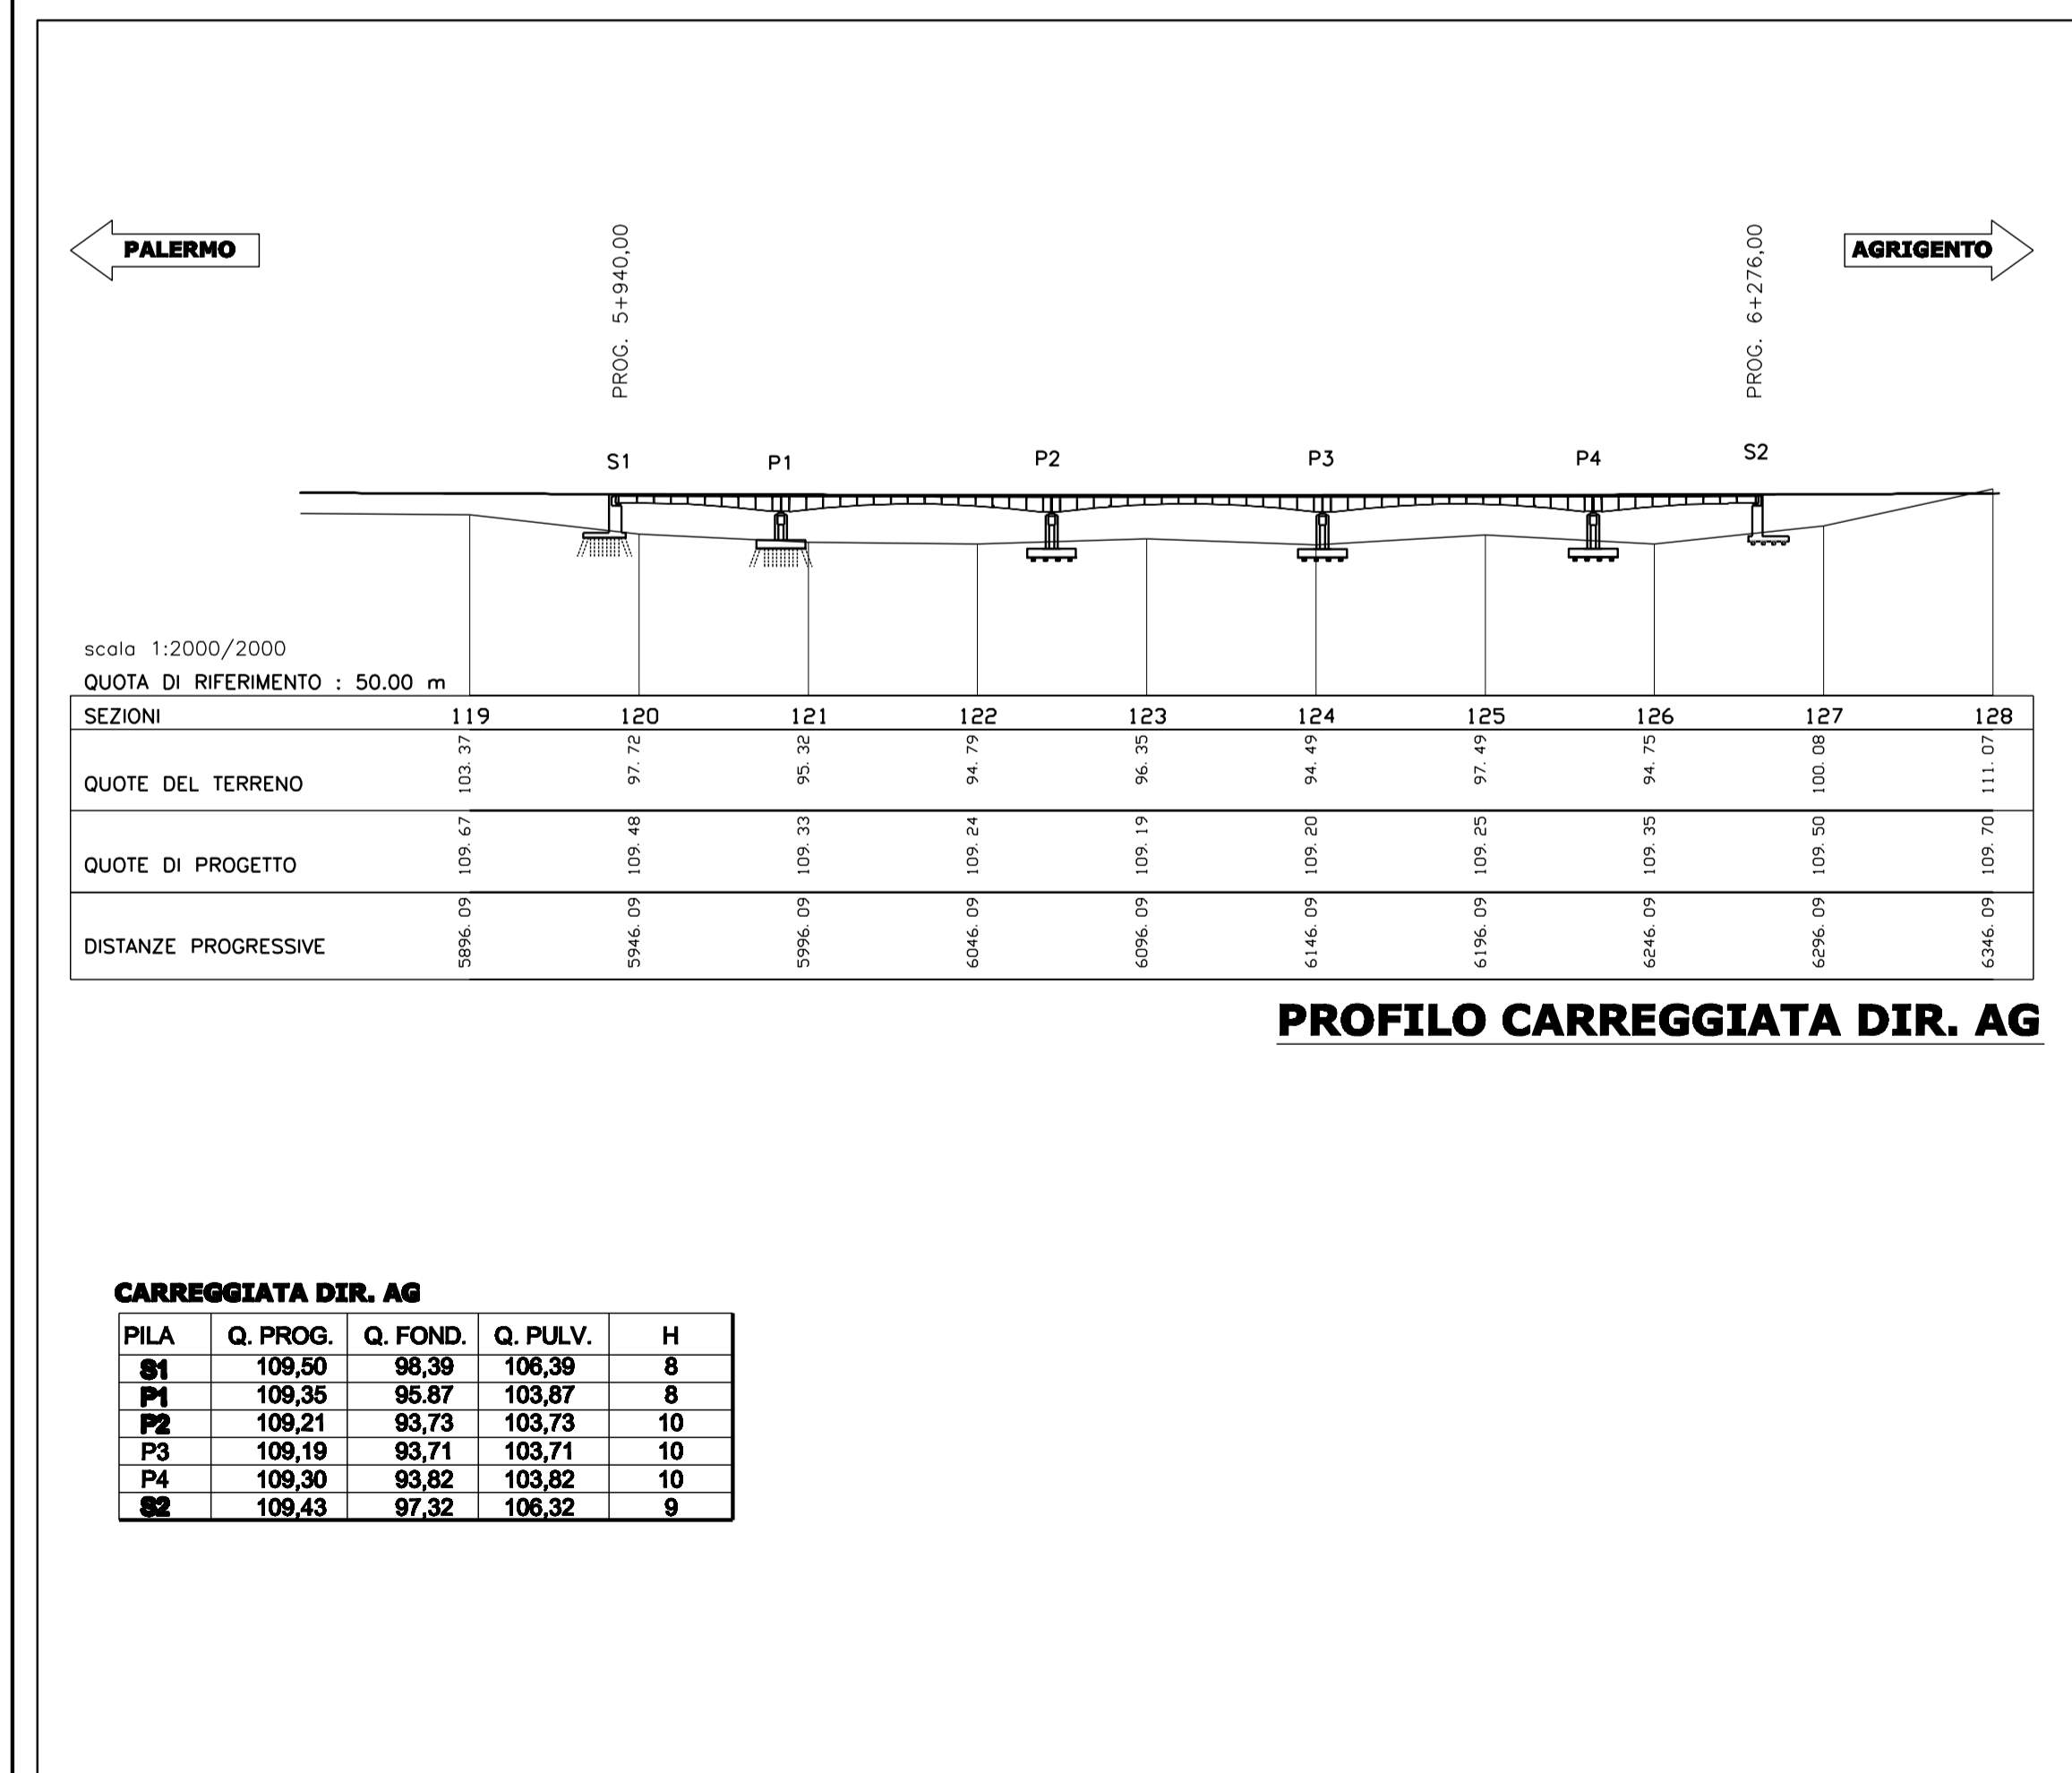 PALERMO
AGRIGENTO
PROG. 5+940,00
PROG. 6+276,00
S1
P1
P2
P3
P4
S2
scala 1:2000/2000
QUOTA DI RIFERIMENTO : 50.00 m
SEZIONI 119 120 121 122 123 124 125 126 127 128
QUOTE DEL TERRENO 103.37 97.72 95.32 94.79 96.35 94.49 97.49 94.75 100.08 111.07
QUOTE DI PROGETTO 109.67 109.48 109.33 109.24 109.19 109.20 109.25 109.35 109.50 109.70
DISTANZE PROGRESSIVE 5896.09 5946.09 5996.09 6046.09 6096.09 6146.09 6196.09 6246.09 6296.09 6346.09
PROFILO CARREGGIATA DIR. AG
CARREGGIATA DIR. AG
PILA Q. PROG. Q. FOND. Q. PULV. H
S1 109,50 98,39 106,39 8
P1 109,35 95.87 103,87 8
P2 109,21 93,73 103,73 10
P3 109,19 93,71 103,71 10
P4 109,30 93,82 103,82 10
S2 109,43 97,32 106,32 9